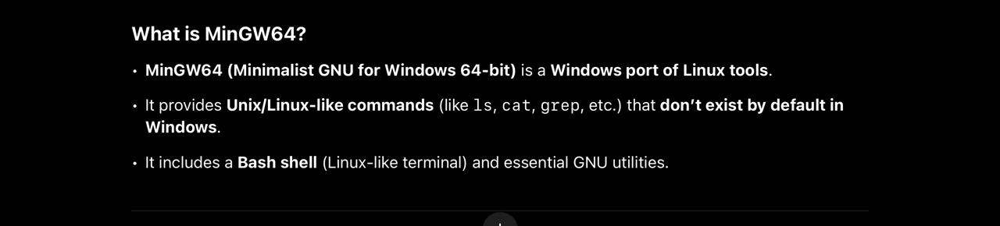 What is MinGW64?
• MinGW64 (Minimalist GNU for Windows 64-bit) is a Windows port of Linux tools.
• It provides Unix/Linux-like commands (like ls, cat, grep, etc.) that don’t exist by default in
Windows.
• It includes a Bash shell (Linux-like terminal) and essential GNU utilities.